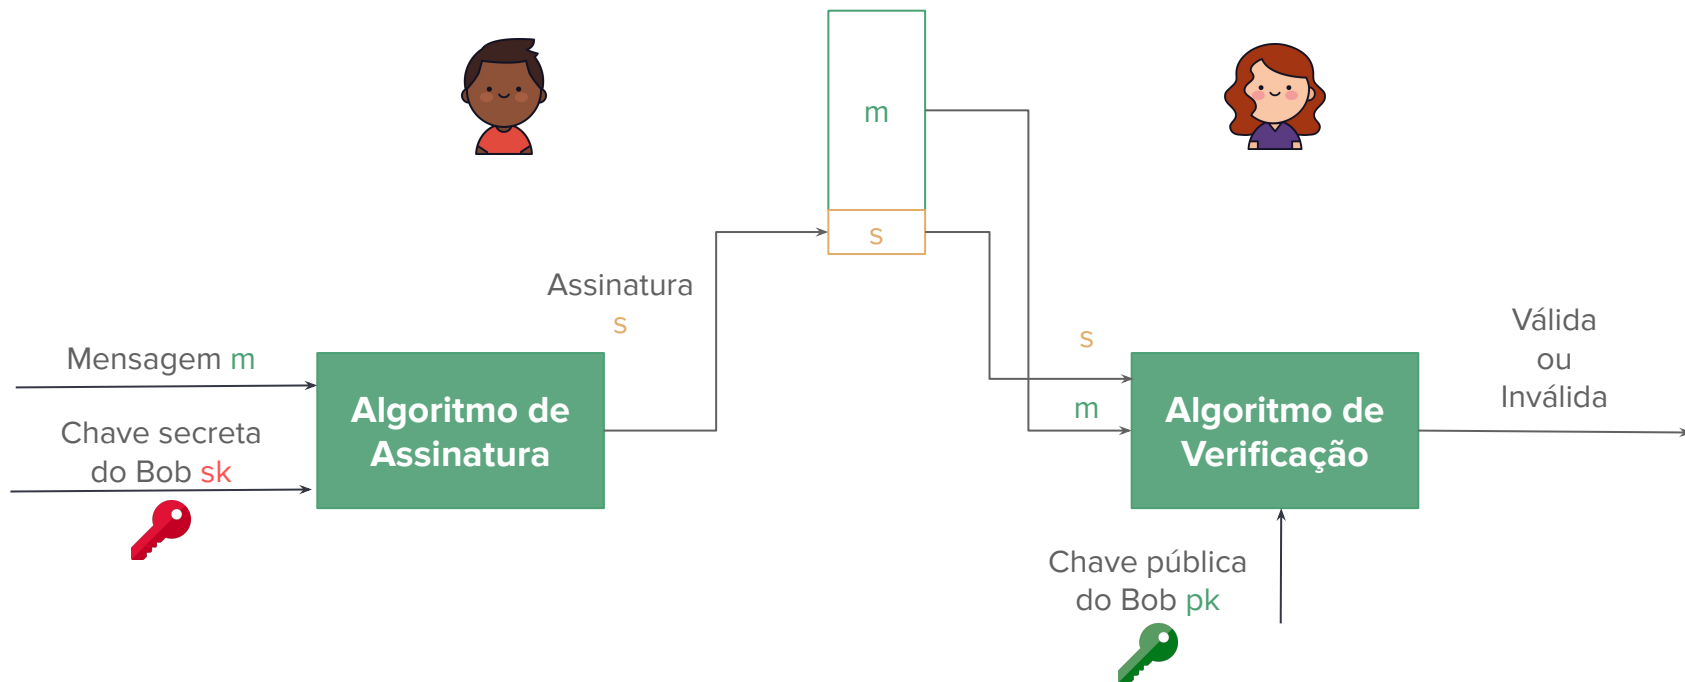 m
s
Assinatura
s
Mensagem m
Chave secreta
do Bob sk
Algoritmo de
Assinatura
s
m
Algoritmo de
Verificação
Válida
ou
Inválida
Chave pública
do Bob pk